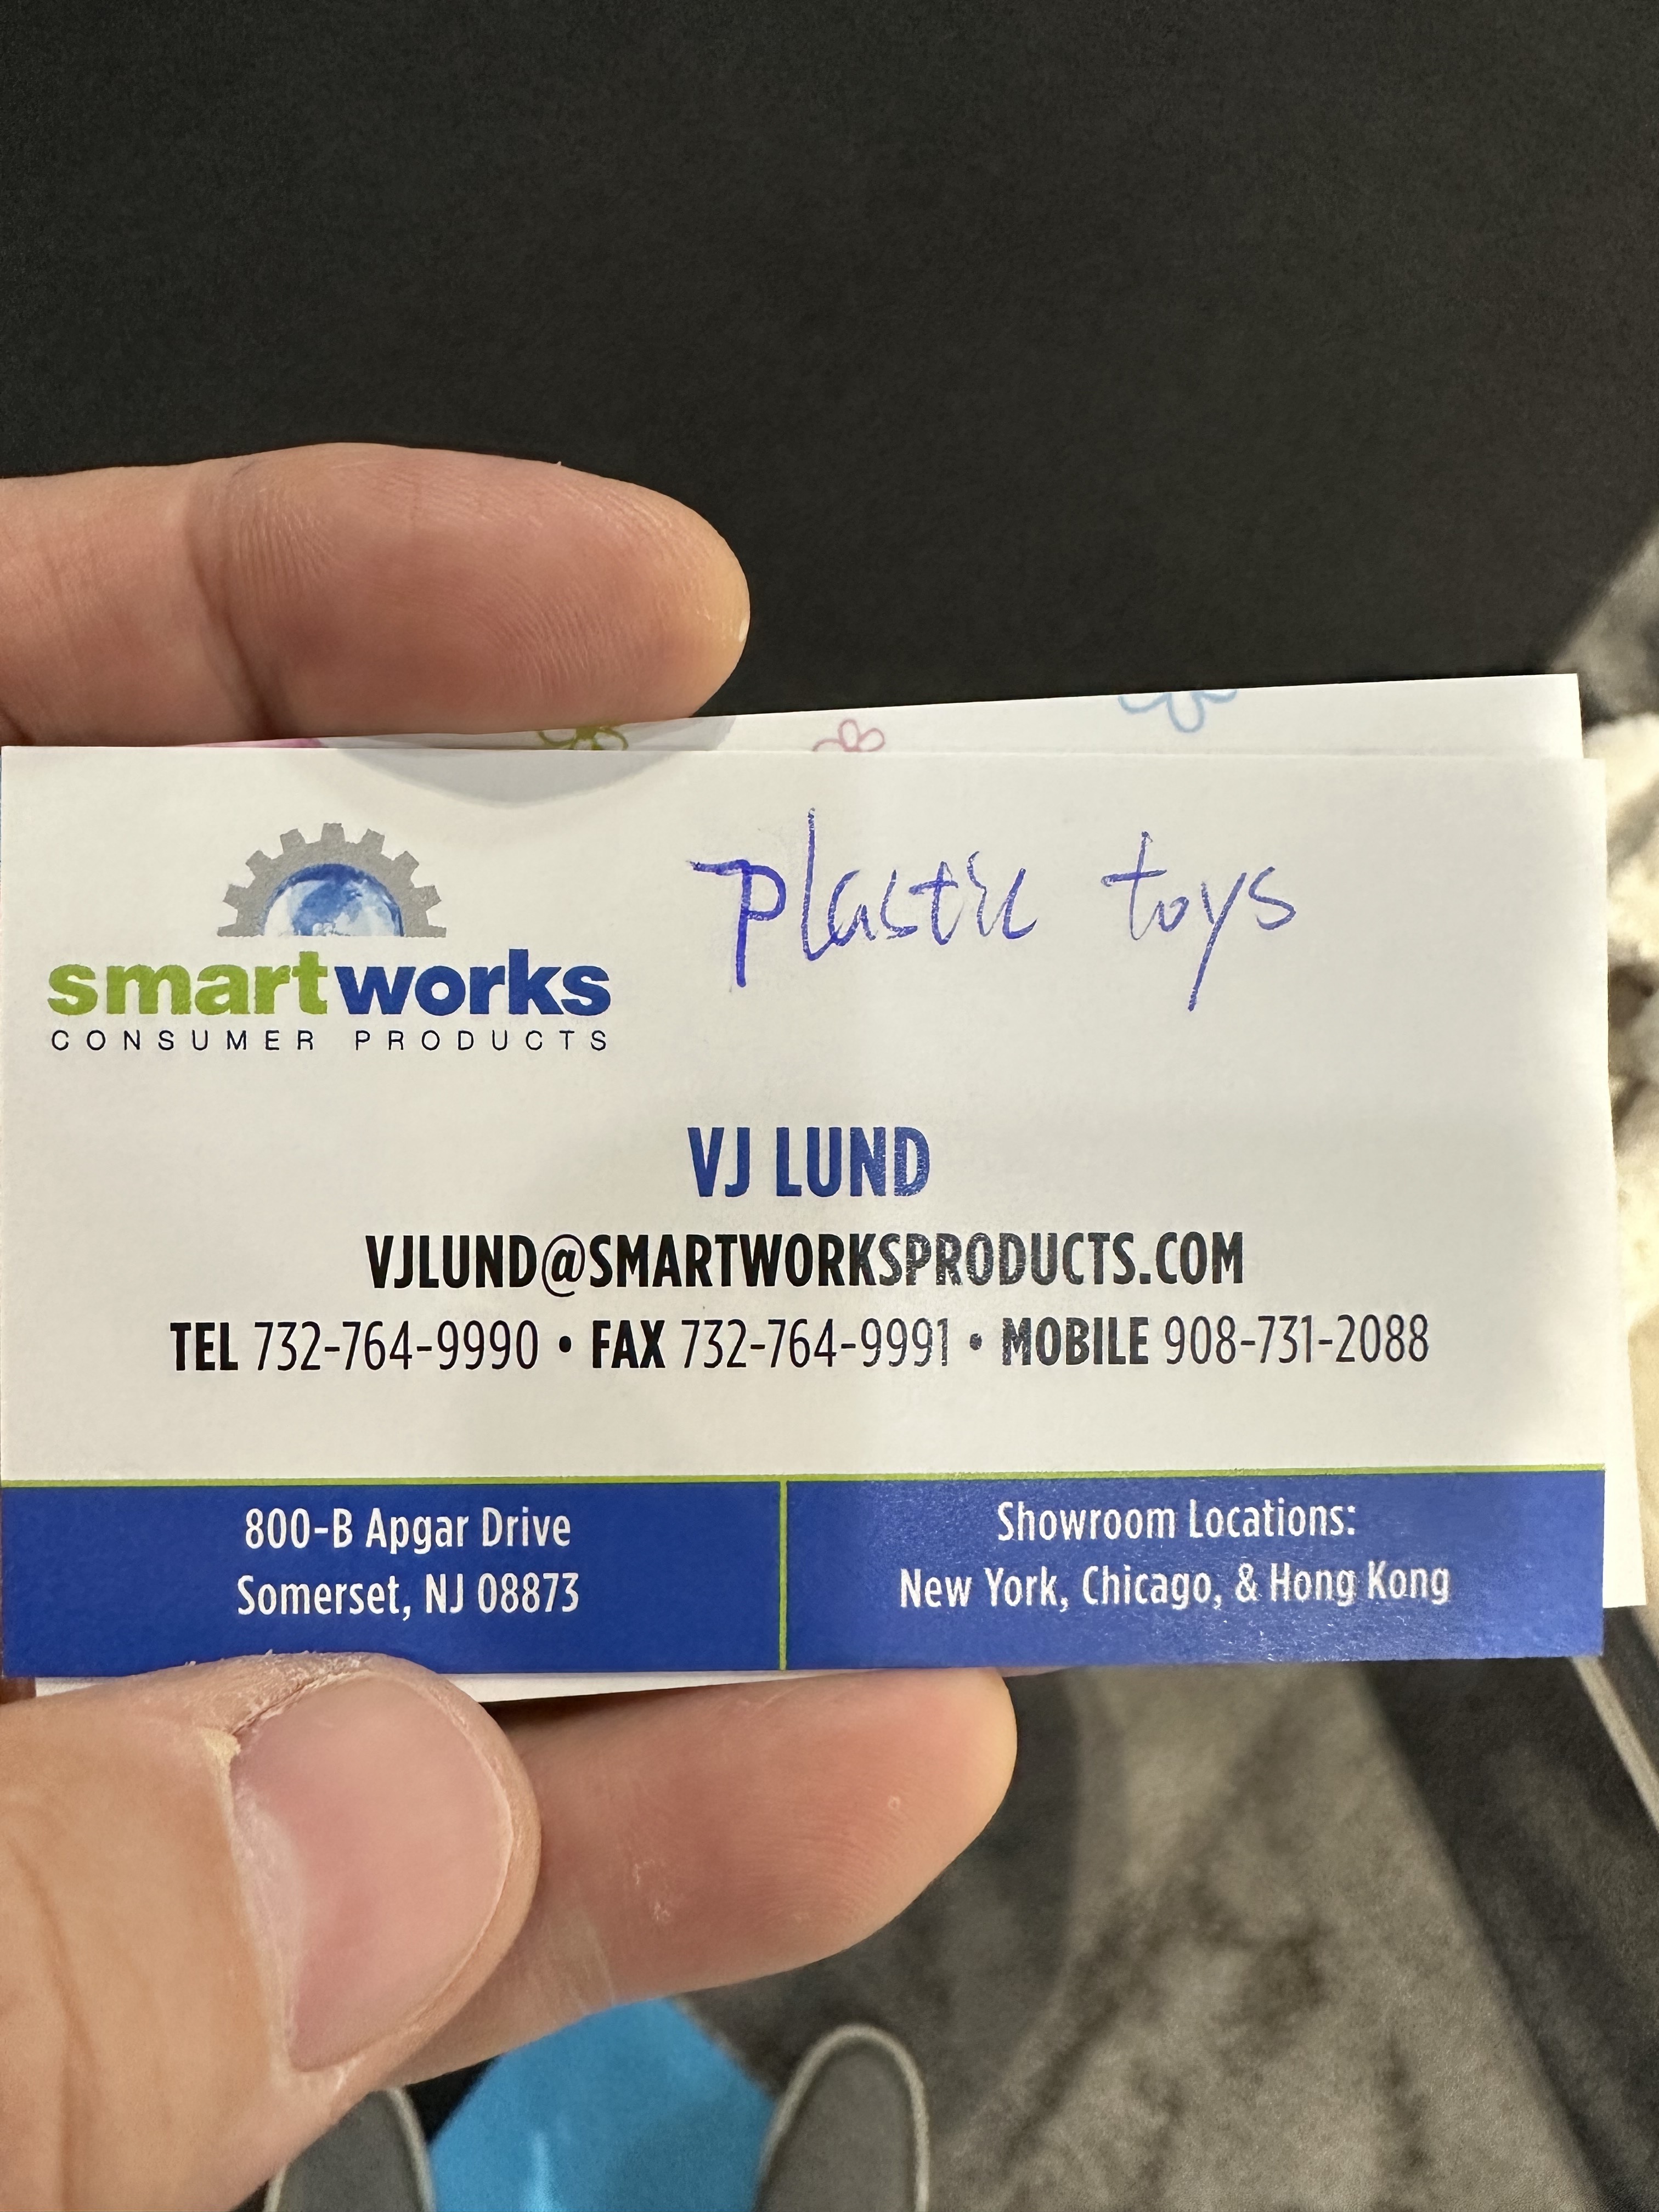 plastic toys
smartworks
CONSUMER PRODUCTS
VJ LUND
VJLUND@SMARTWORKSPRODUCTS.COM
TEL 732-764-9990 • FAX 732-764-9991 • MOBILE 908-731-2088
800-B Apgar Drive
Somerset, NJ 08873
Showroom Locations:
New York, Chicago, & Hong Kong